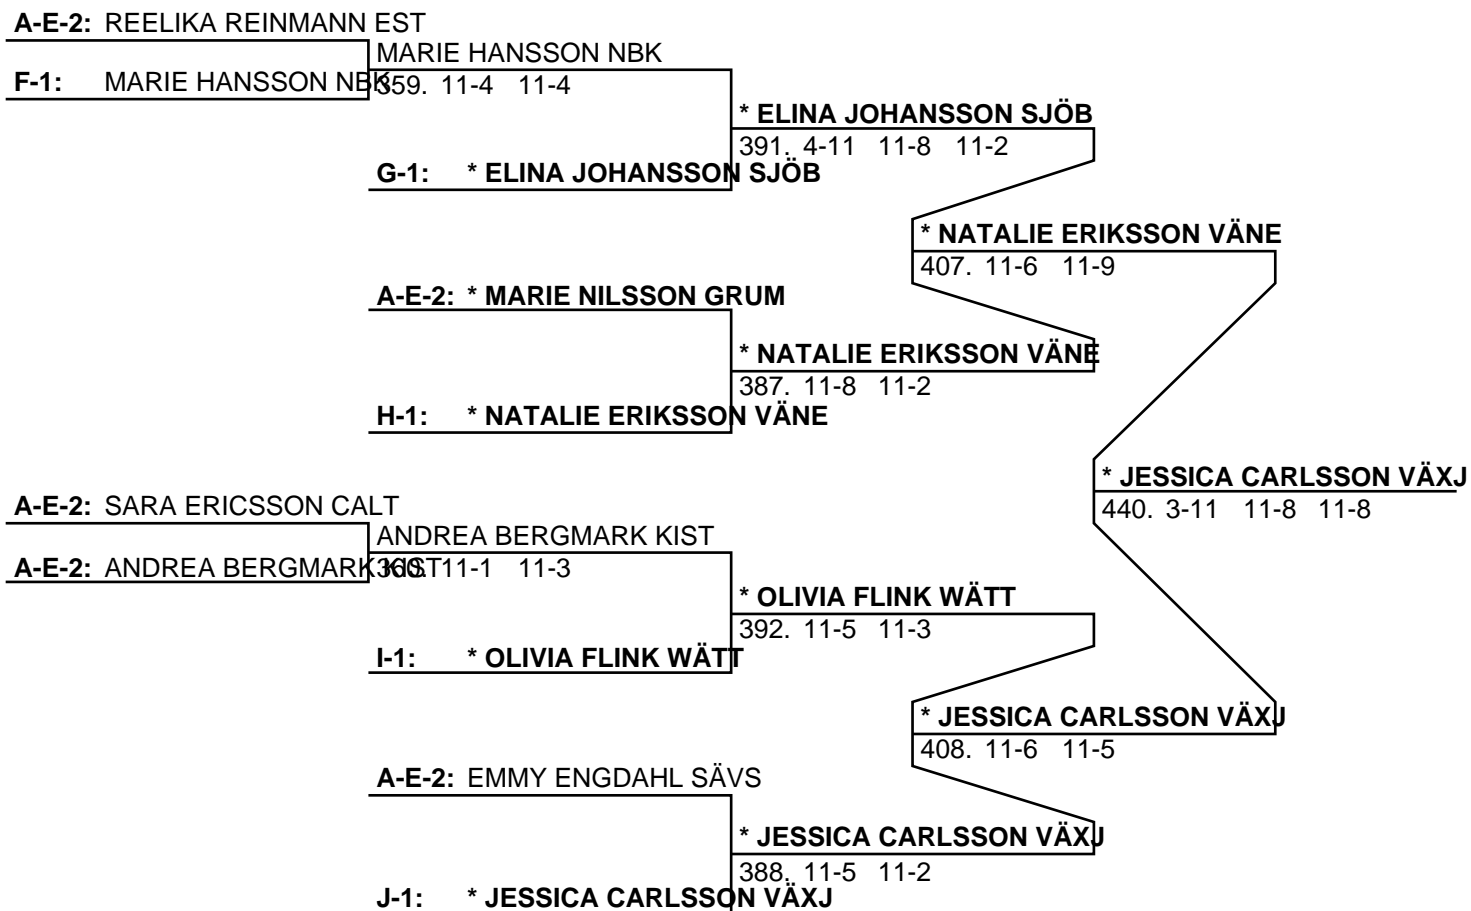 A-E-2: REELIKA REINMANN EST
MARIE HANSSON NBK
F-1: MARIE HANSSON NBK
359. 11-4 11-4
* ELINA JOHANSSON SJÖB
391. 4-11 11-8 11-2
G-1: * ELINA JOHANSSON SJÖB
* NATALIE ERIKSSON VÄNE
407. 11-6 11-9
A-E-2: * MARIE NILSSON GRUM
* NATALIE ERIKSSON VÄNE
387. 11-8 11-2
H-1: * NATALIE ERIKSSON VÄNE
* JESSICA CARLSSON VÄXJ
440. 3-11 11-8 11-8
A-E-2: SARA ERICSSON CALT
ANDREA BERGMARK KIST
A-E-2: ANDREA BERGMARK KIST
360. 11-1 11-3
* OLIVIA FLINK WÄTT
392. 11-5 11-3
I-1: * OLIVIA FLINK WÄTT
* JESSICA CARLSSON VÄXJ
408. 11-6 11-5
A-E-2: EMMY ENGDAHL SÄVS
* JESSICA CARLSSON VÄXJ
388. 11-5 11-2
J-1: * JESSICA CARLSSON VÄXJ